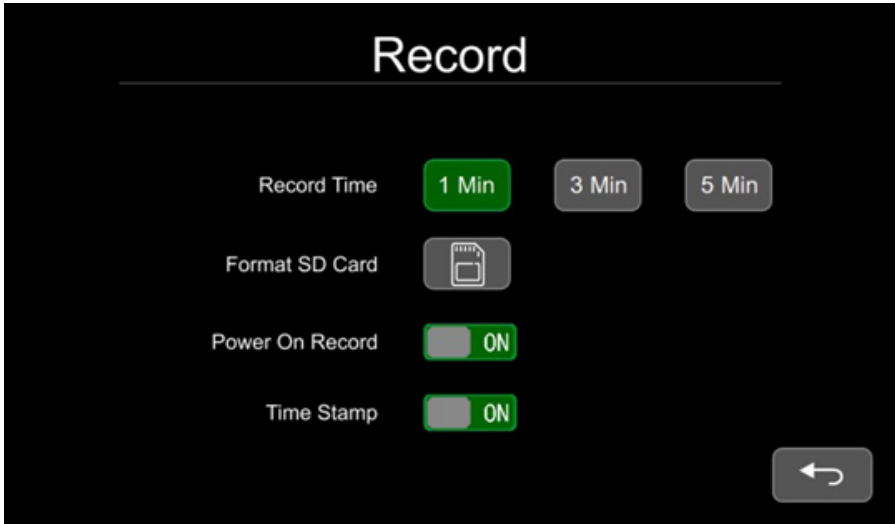 Record
Record Time 1 Min 3 Min 5 Min
Format SD Card
Power On Record ON
Time Stamp ON